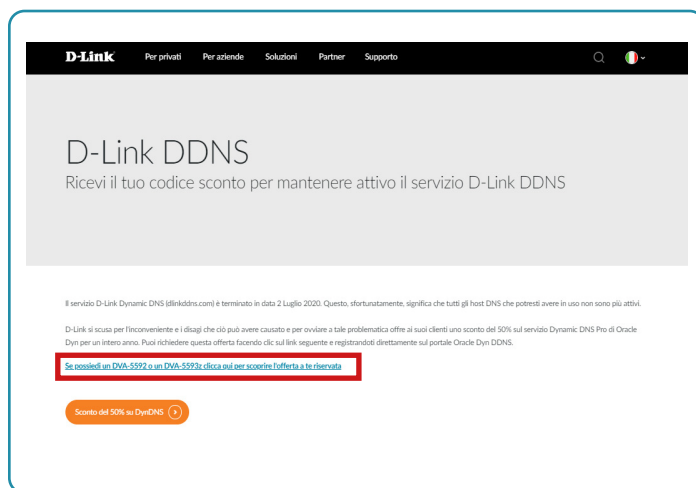 D-Link Per privati Per aziende Soluzioni Partner Supporto
D-Link DDNS
Ricevi il tuo codice sconto per mantenere attivo il servizio D-Link DDNS
Il servizio D-Link Dynamic DNS (dlinkddns.com) è terminato in data 2 Luglio 2020. Questo, sfortunatamente, significa che tutti gli host DNS che potresti avere in uso non sono più attivi.
D-Link si scusa per l'inconveniente e i disagi che ciò può avere causato e per ovviare a tale problematica offre ai suoi clienti uno sconto del 50% sul servizio Dynamic DNS Pro di Oracle
Dyn per un intero anno. Puoi richiedere questa offerta facendo clic sul link seguente e registrandoti direttamente sul portale Oracle Dyn DDNS.
Se possiedi un DVA-5592 o un DVA-5593z clicca qui per scoprire l'offerta a te riservata
Sconto del 50% su DynDNS